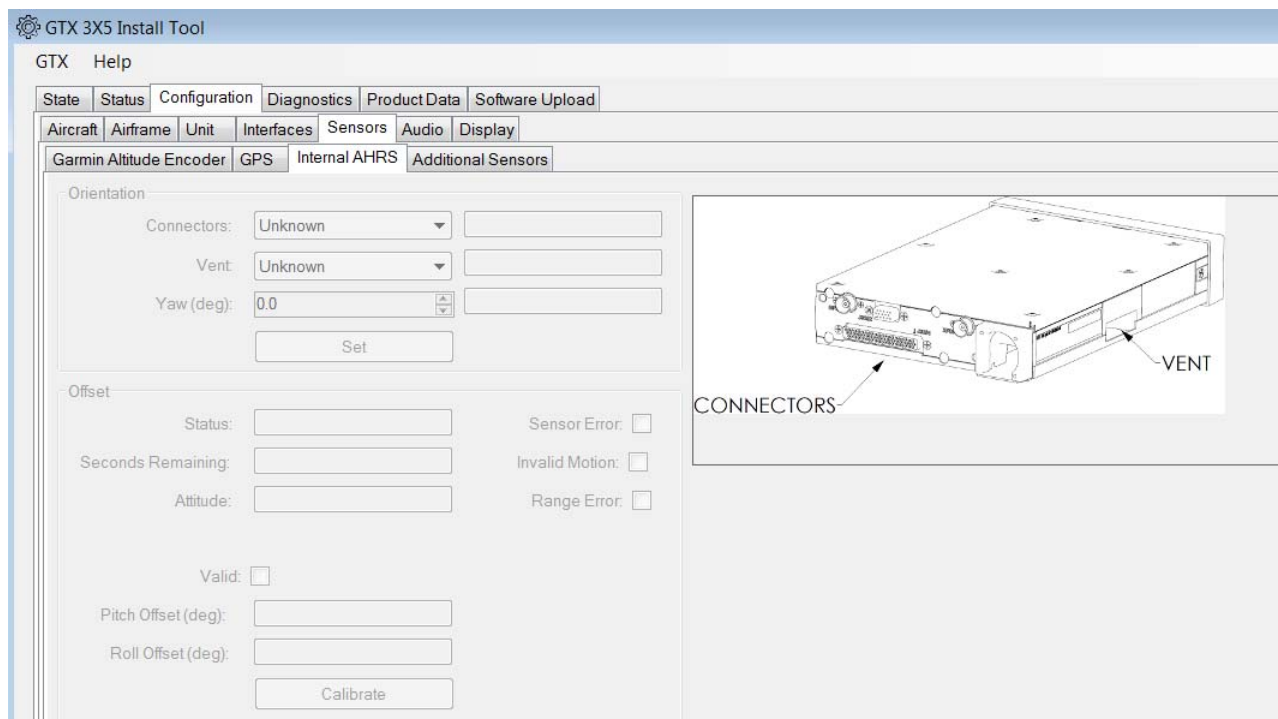 GTX 3X5 Install Tool
GTX Help
State Status Configuration Diagnostics Product Data Software Upload
Aircraft Airframe Unit Interfaces Sensors Audio Display
Garmin Altitude Encoder GPS Internal AHRS Additional Sensors
Orientation
Connectors: Unknown
Vent: Unknown
Yaw (deg): 0.0
Set
VENT
CONNECTORS
Offset
Status: Sensor Error:
Seconds Remaining: Invalid Motion:
Attitude: Range Error:
Valid:
Pitch Offset (deg):
Roll Offset (deg):
Calibrate